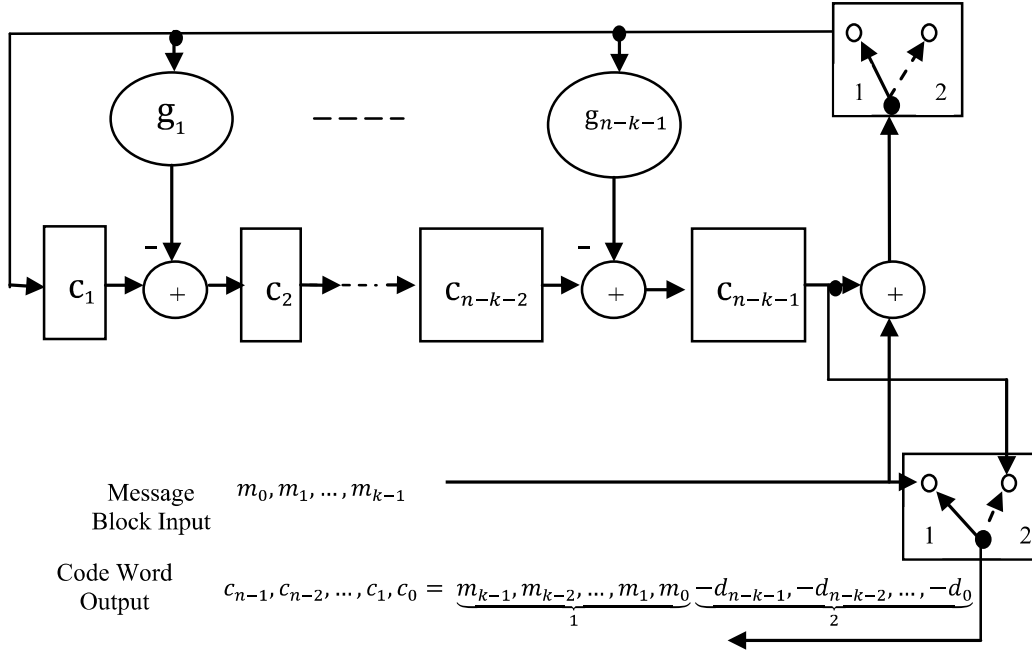 1 2
g₁
gₙ₋ₖ₋₁
− −
c₁ + c₂ cₙ₋ₖ₋₂ + cₙ₋ₖ₋₁ +
Message m₀, m₁, …, mₖ₋₁
Block Input
1 2
Code Word
Output cₙ₋₁, cₙ₋₂, …, c₁, c₀ = mₖ₋₁, mₖ₋₂, …, m₁, m₀ −dₙ₋ₖ₋₁, −dₙ₋ₖ₋₂, …, −d₀
1 2